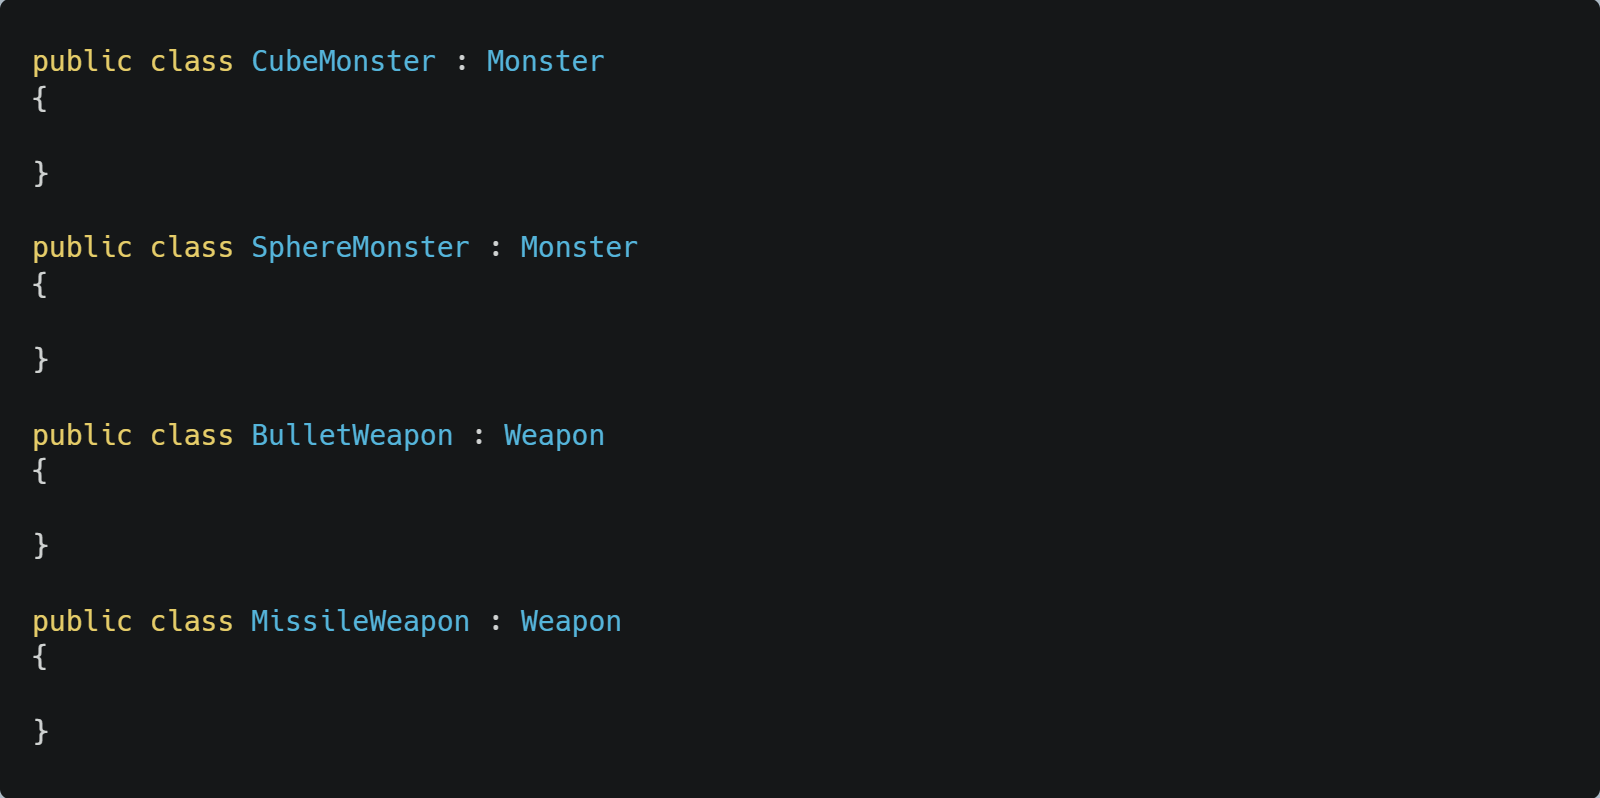 public class CubeMonster : Monster
{
}
public class SphereMonster : Monster
{
}
public class BulletWeapon : Weapon
{
}
public class MissileWeapon : Weapon
{
}